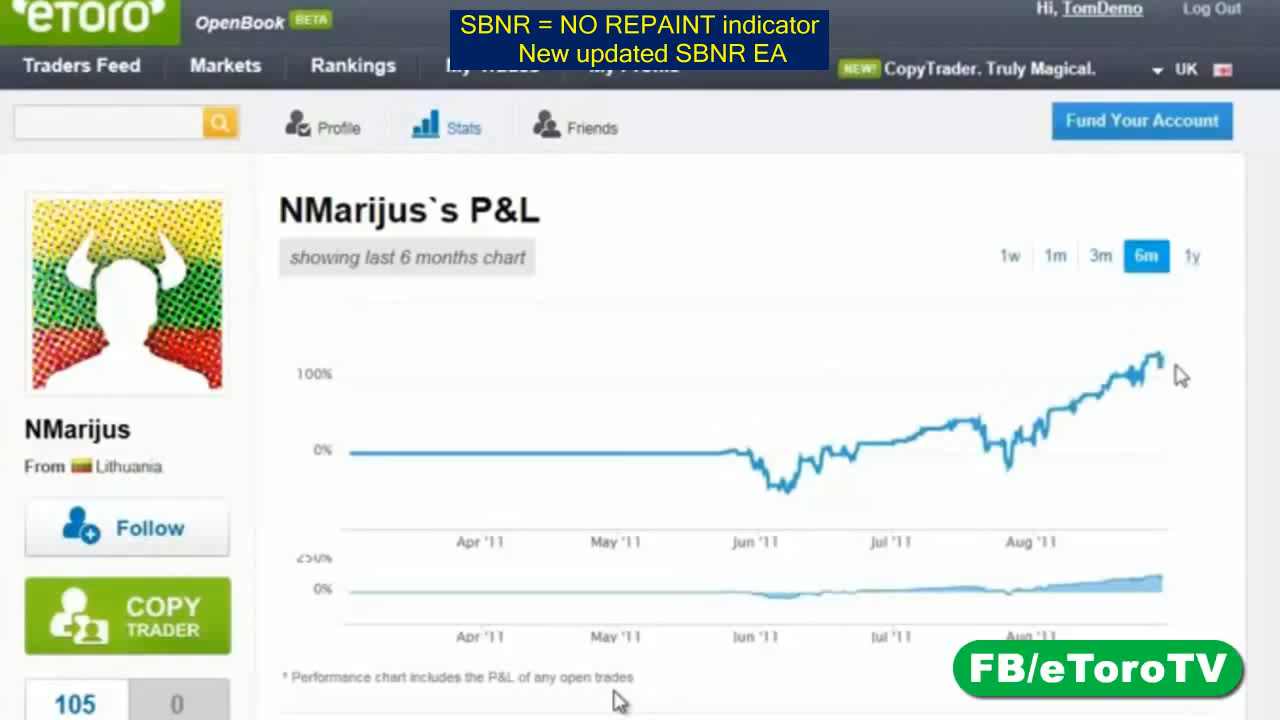 eToro
OpenBook BETA
SBNR = NO REPAINT indicator
New updated SBNR EA
Hi, TomDemo
Log Out
Traders Feed
Markets
Rankings
NEW! CopyTrader. Truly Magical.
UK
Profile
Stats
Friends
Fund Your Account
NMarijus`s P&L
showing last 6 months chart
1w 1m 3m 6m 1y
100%
0%
Apr '11 May '11 Jun '11 Jul '11 Aug '11
250%
0%
Apr '11 May '11 Jun '11 Jul '11 Aug '11
* Performance chart includes the P&L of any open trades
NMarijus
From Lithuania
Follow
COPY
TRADER
105 0
FB/eToroTV